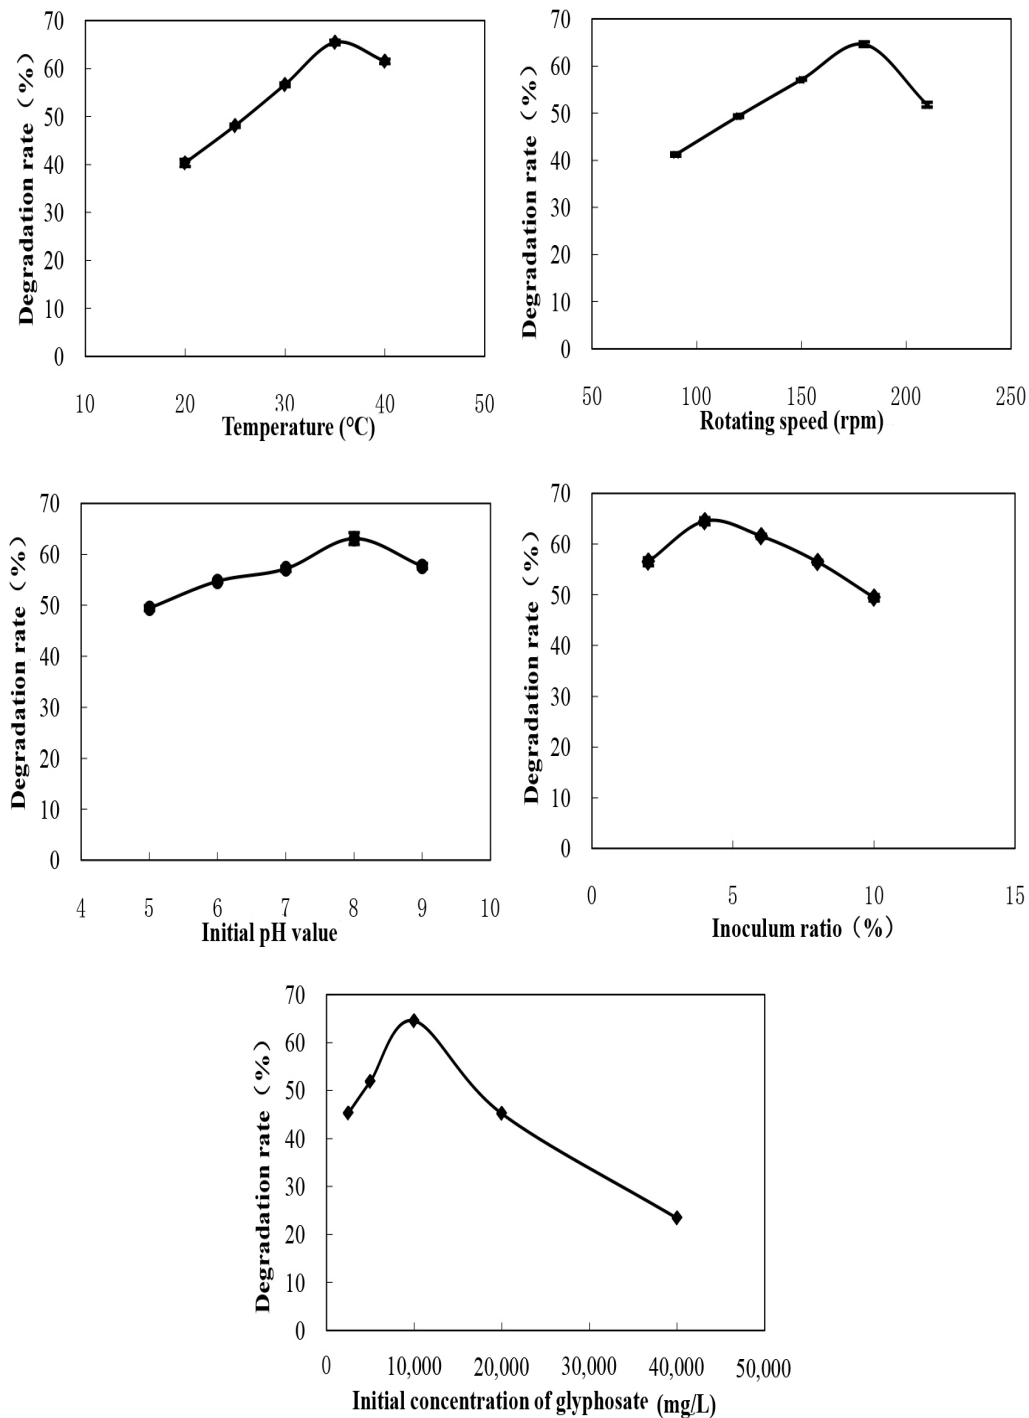 70
60
50
40
30
20
10
0
Degradation rate（%）
10 20 30 40 50
Temperature (°C)
70
60
50
40
30
20
10
0
Degradation rate（%）
50 100 150 200 250
Rotating speed (rpm)
70
60
50
40
30
20
10
0
Degradation rate（%）
4 5 6 7 8 9 10
Initial pH value
70
60
50
40
30
20
10
0
Degradation rate（%）
0 5 10 15
Inoculum ratio（%）
70
60
50
40
30
20
10
0
Degradation rate（%）
0 10,000 20,000 30,000 40,000 50,000
Initial concentration of glyphosate (mg/L)